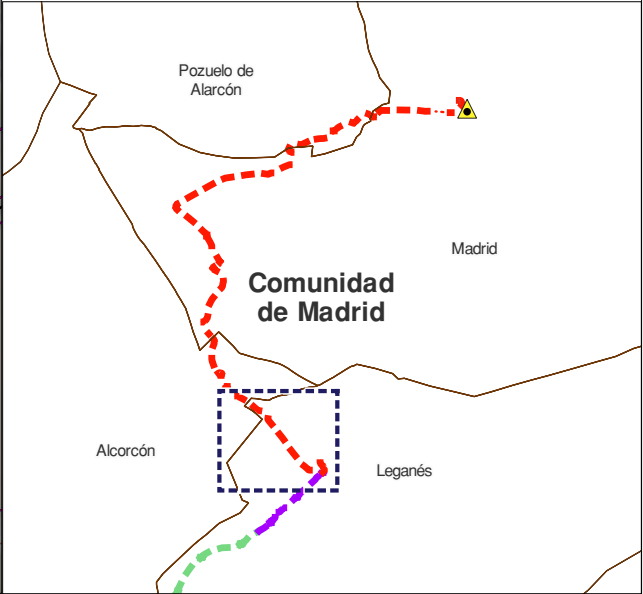 Pozuelo de
Alarcón
Madrid
Comunidad
de Madrid
Alcorcón
Leganés